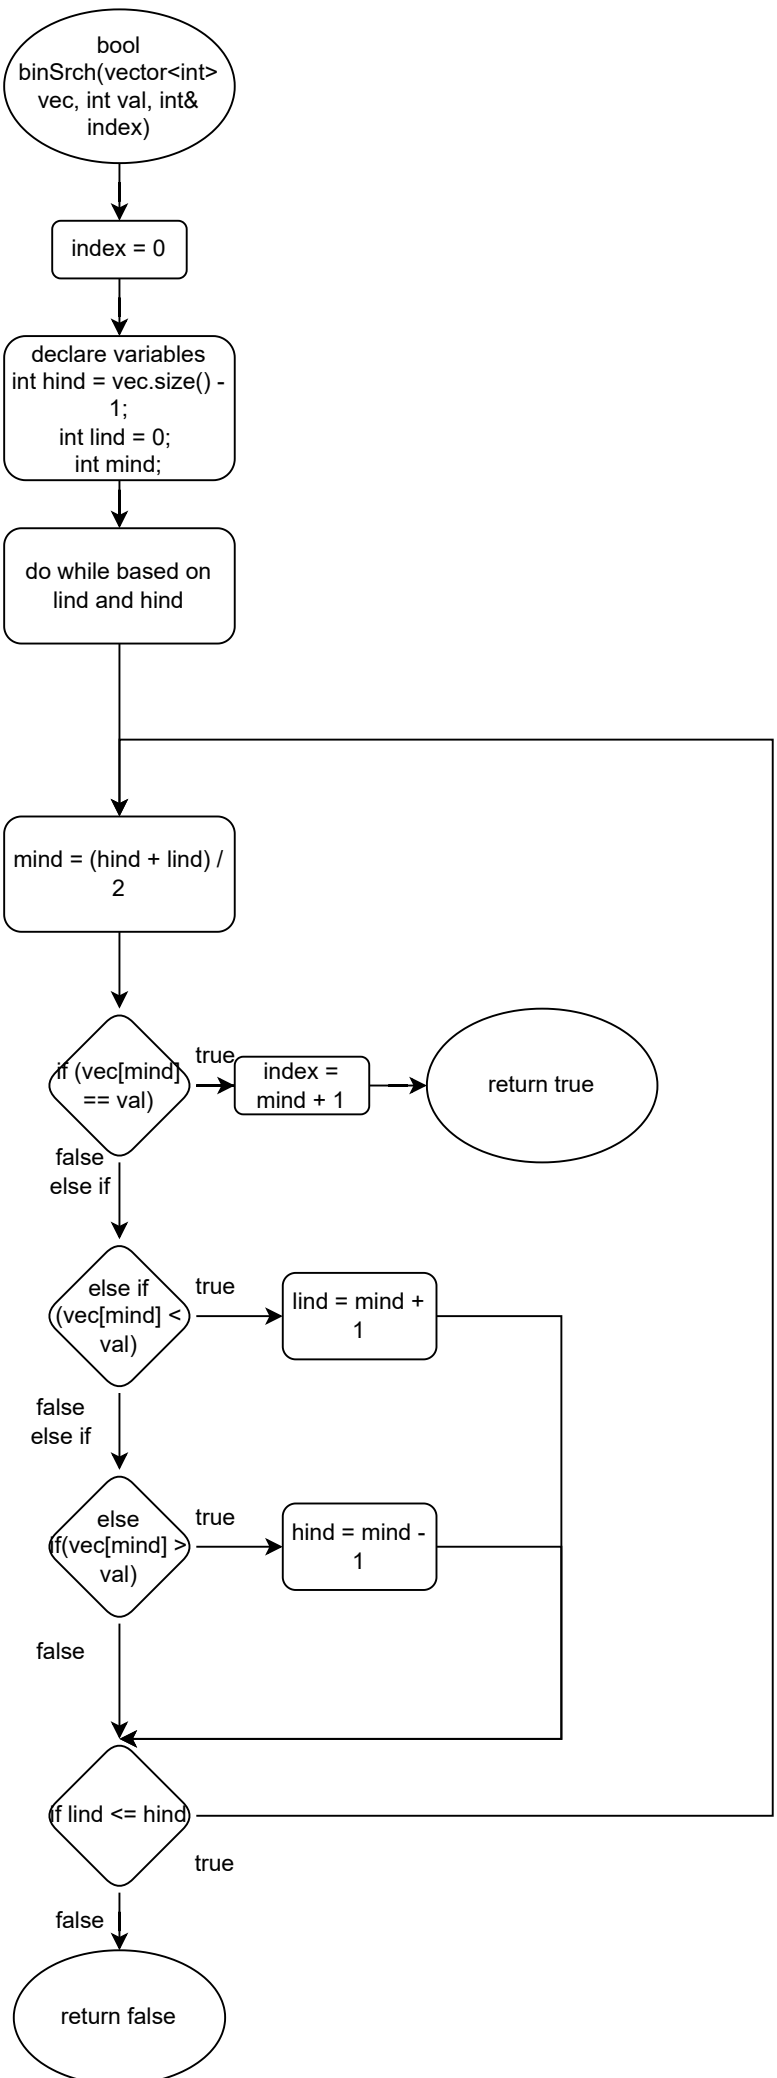 bool
binSrch(vector<int>
vec, int val, int&
index)
index = 0
declare variables
int hind = vec.size() -
1;
int lind = 0;
int mind;
do while based on
lind and hind
mind = (hind + lind) /
2
if (vec[mind]
== val)
true
index =
mind + 1
return true
false
else if
else if
(vec[mind] <
val)
true
lind = mind +
1
false
else if
else
if(vec[mind] >
val)
true
hind = mind -
1
false
if lind <= hind
true
false
return false